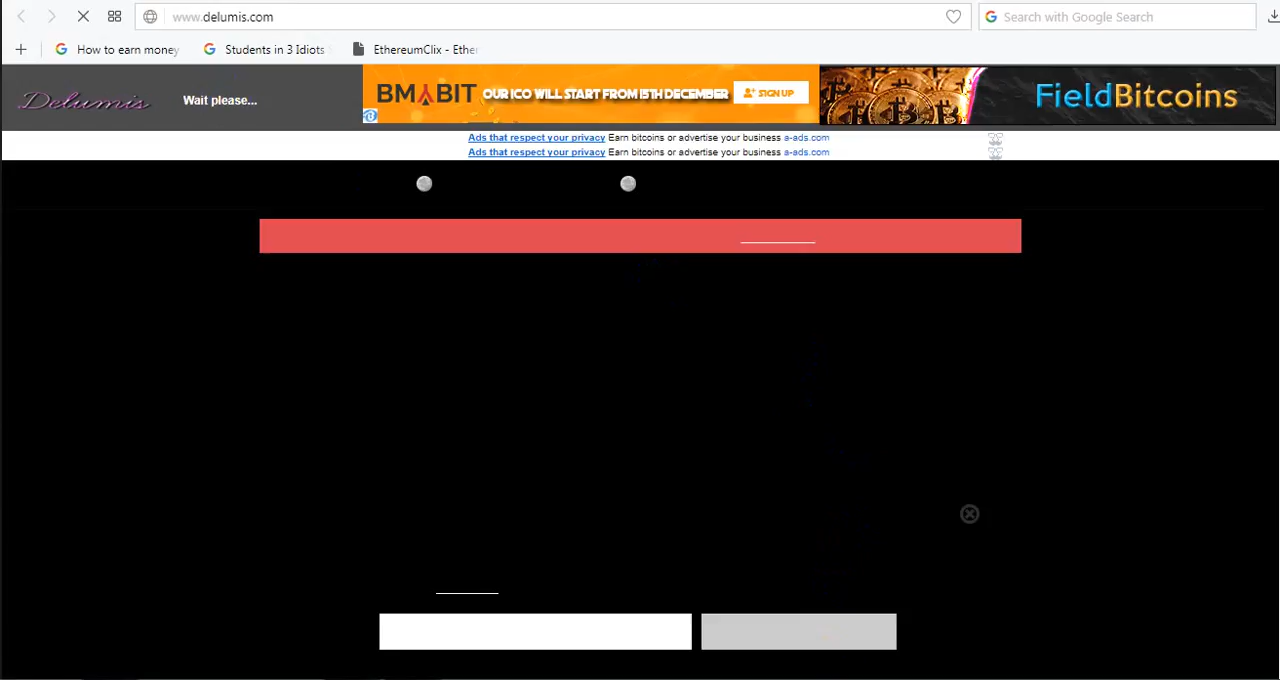 www.delumis.com
Search with Google Search
How to earn money
Students in 3 Idiots
EthereumClix - Ether
Delumis
Wait please...
BMYBIT OUR ICO WILL START FROM 15TH DECEMBER SIGN UP
FieldBitcoins
Ads that respect your privacy Earn bitcoins or advertise your business a-ads.com
Ads that respect your privacy Earn bitcoins or advertise your business a-ads.com